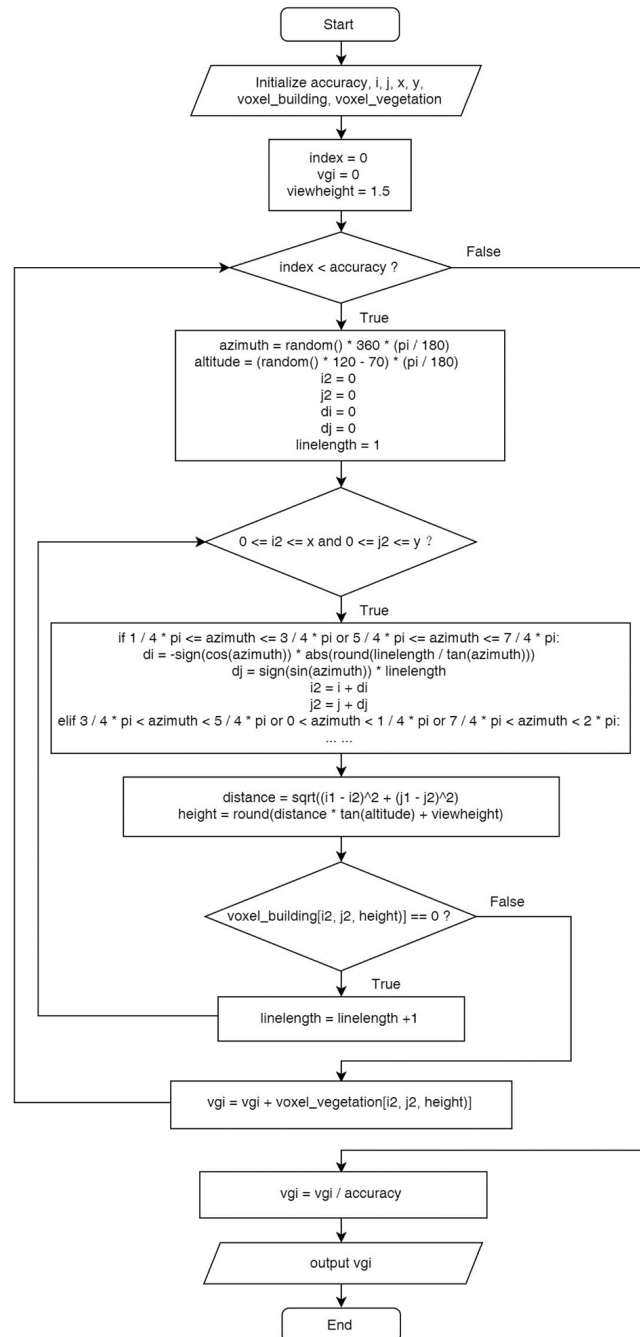 Start
Initialize accuracy, i, j, x, y,
voxel_building, voxel_vegetation
index = 0
vgi = 0
viewheight = 1.5
index < accuracy ?
False
True
azimuth = random() * 360 * (pi / 180)
altitude = (random() * 120 - 70) * (pi / 180)
i2 = 0
j2 = 0
di = 0
dj = 0
linelength = 1
0 <= i2 <= x and 0 <= j2 <= y ?
True
if 1 / 4 * pi <= azimuth <= 3 / 4 * pi or 5 / 4 * pi <= azimuth <= 7 / 4 * pi:
di = -sign(cos(azimuth)) * abs(round(linelength / tan(azimuth)))
dj = sign(sin(azimuth)) * linelength
i2 = i + di
j2 = j + dj
elif 3 / 4 * pi < azimuth < 5 / 4 * pi or 0 < azimuth < 1 / 4 * pi or 7 / 4 * pi < azimuth < 2 * pi:
... ...
distance = sqrt((i1 - i2)^2 + (j1 - j2)^2)
height = round(distance * tan(altitude) + viewheight)
voxel_building[i2, j2, height)] == 0 ?
False
True
linelength = linelength +1
vgi = vgi + voxel_vegetation[i2, j2, height)]
vgi = vgi / accuracy
output vgi
End